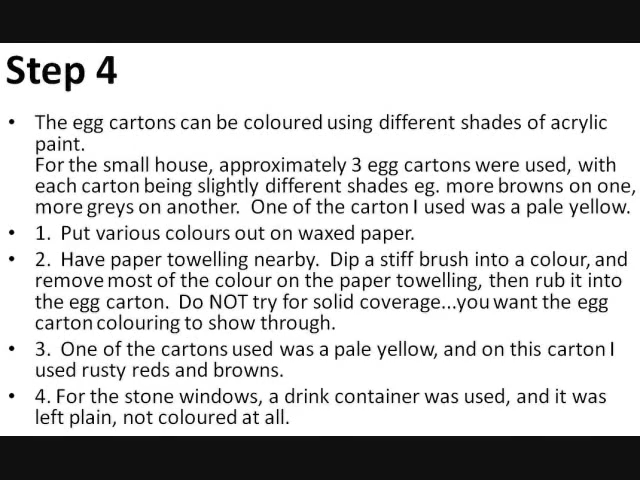 Step 4
• The egg cartons can be coloured using different shades of acrylic
paint.
For the small house, approximately 3 egg cartons were used, with
each carton being slightly different shades eg. more browns on one,
more greys on another.  One of the carton I used was a pale yellow.
• 1.  Put various colours out on waxed paper.
• 2.  Have paper towelling nearby.  Dip a stiff brush into a colour, and
remove most of the colour on the paper towelling, then rub it into
the egg carton.  Do NOT try for solid coverage...you want the egg
carton colouring to show through.
• 3.  One of the cartons used was a pale yellow, and on this carton I
used rusty reds and browns.
• 4. For the stone windows, a drink container was used, and it was
left plain, not coloured at all.